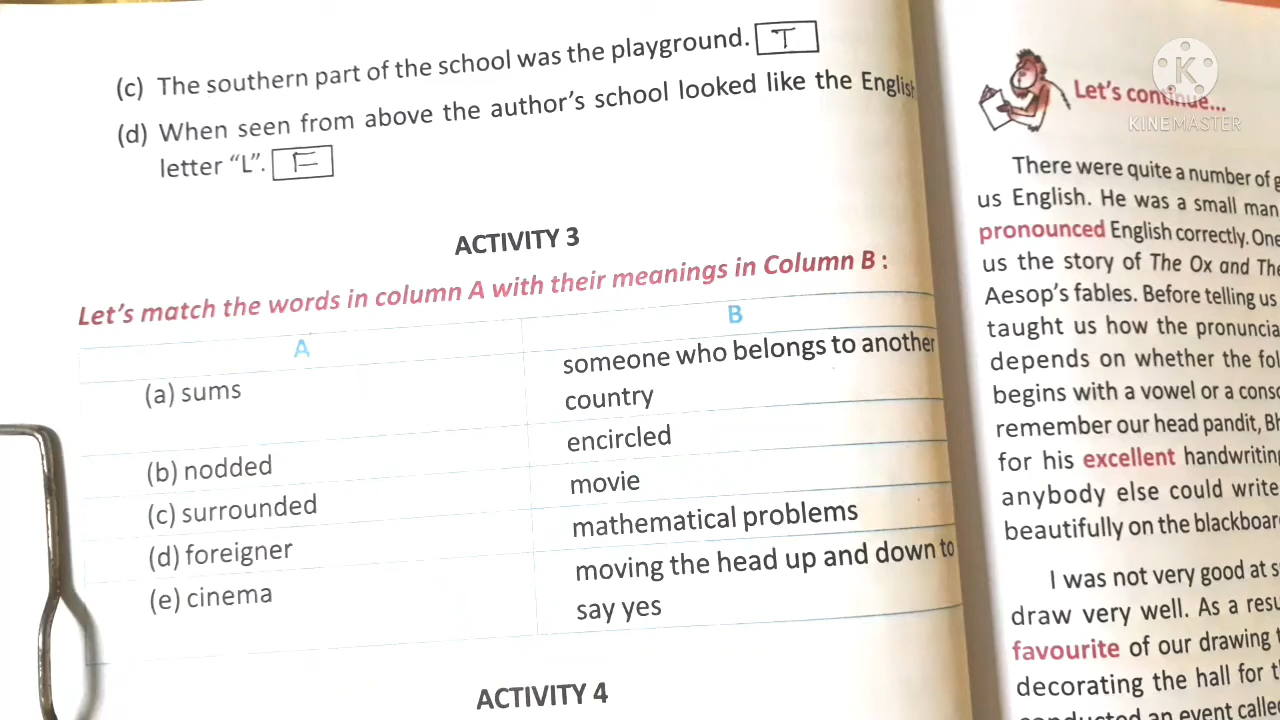 (c) The southern part of the school was the playground. T
(d) When seen from above the author's school looked like the English
letter "L". F
ACTIVITY 3
Let's match the words in column A with their meanings in Column B :
A
B
(a) sums
someone who belongs to another
country
(b) nodded
encircled
(c) surrounded
movie
(d) foreigner
mathematical problems
(e) cinema
moving the head up and down to
say yes
ACTIVITY 4
K
KINEMASTER
Let's continue...
There were quite a number of
us English. He was a small man
pronounced English correctly. One
us the story of The Ox and The
Aesop's fables. Before telling us
taught us how the
depends on whether the
begins with a vowel or a
remember our head pandit,
for his excellent handwriting
anybody else could write
beautifully on the
I was not very good at
draw very well. As a
favourite of our drawing
decorating the hall for
conducted an event